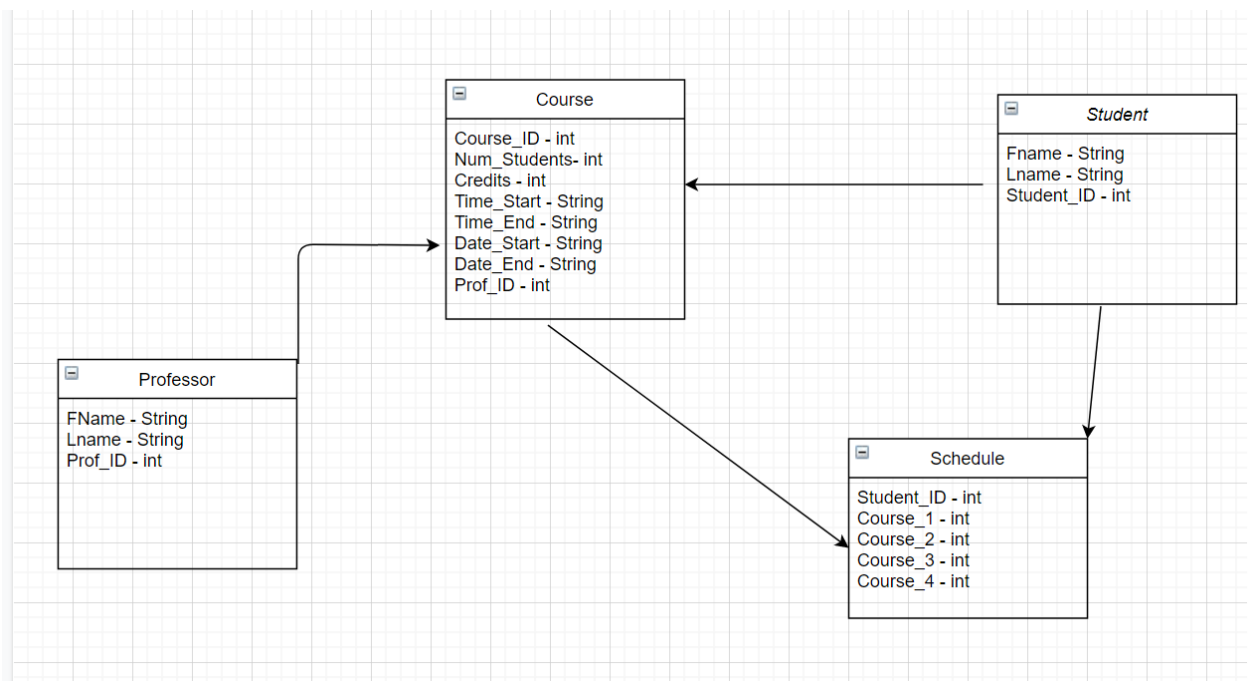 Course
Course_ID - int
Num_Students- int
Credits - int
Time_Start - String
Time_End - String
Date_Start - String
Date_End - String
Prof_ID - int
Student
Fname - String
Lname - String
Student_ID - int
Professor
FName - String
Lname - String
Prof_ID - int
Schedule
Student_ID - int
Course_1 - int
Course_2 - int
Course_3 - int
Course_4 - int